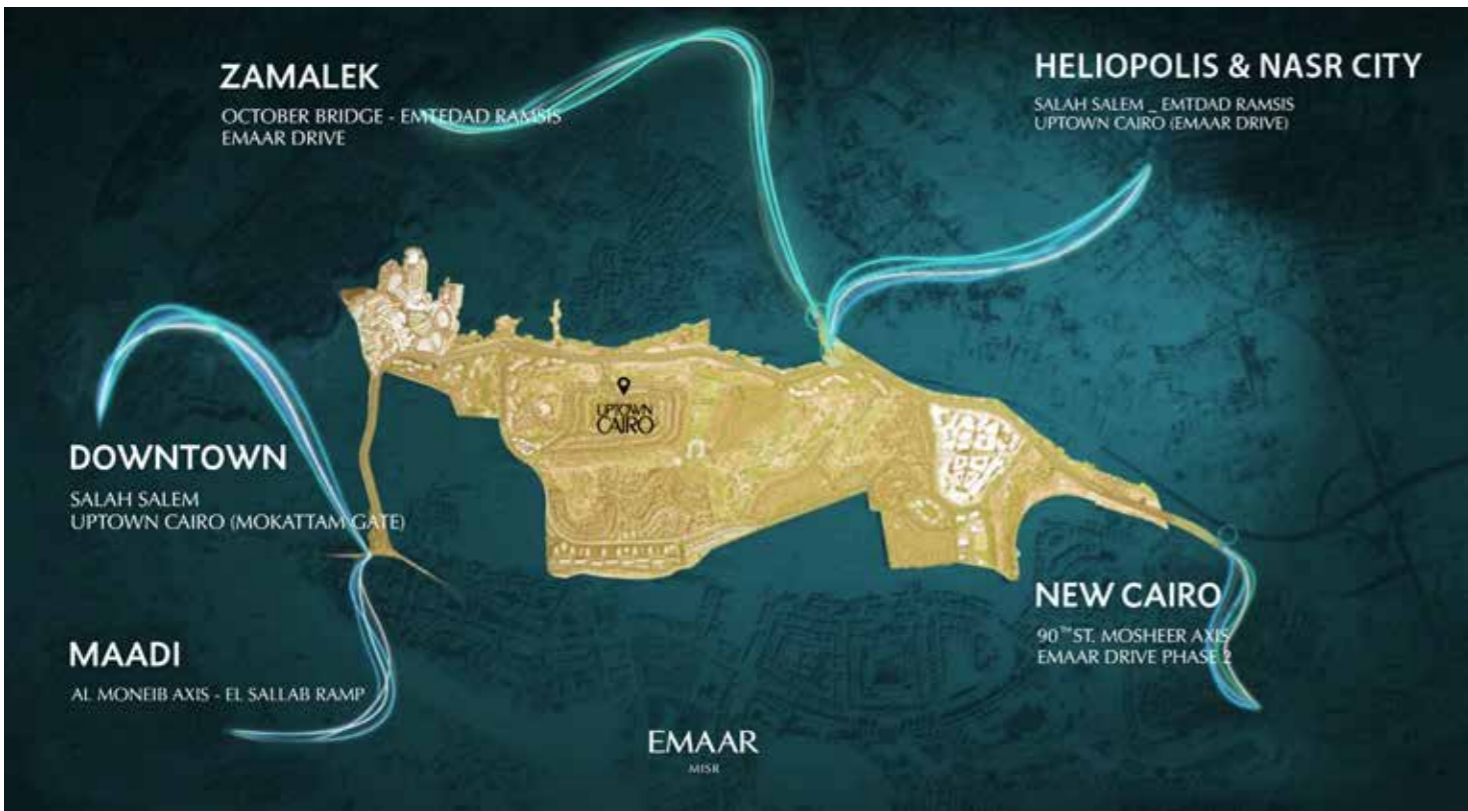 ZAMALEK
OCTOBER BRIDGE - EMTEDAD RAMSIS
EMAAR DRIVE
HELIOPOLIS & NASR CITY
SALAH SALEM _ EMTDAD RAMSIS
UPTOWN CAIRO (EMAAR DRIVE)
UPTOWN
CAIRO
DOWNTOWN
SALAH SALEM
UPTOWN CAIRO (MOKATTAM GATE)
MAADI
AL MONEIB AXIS - EL SALLAB RAMP
NEW CAIRO
90TH ST. MOSHEER AXIS
EMAAR DRIVE PHASE 2
EMAAR
MISR